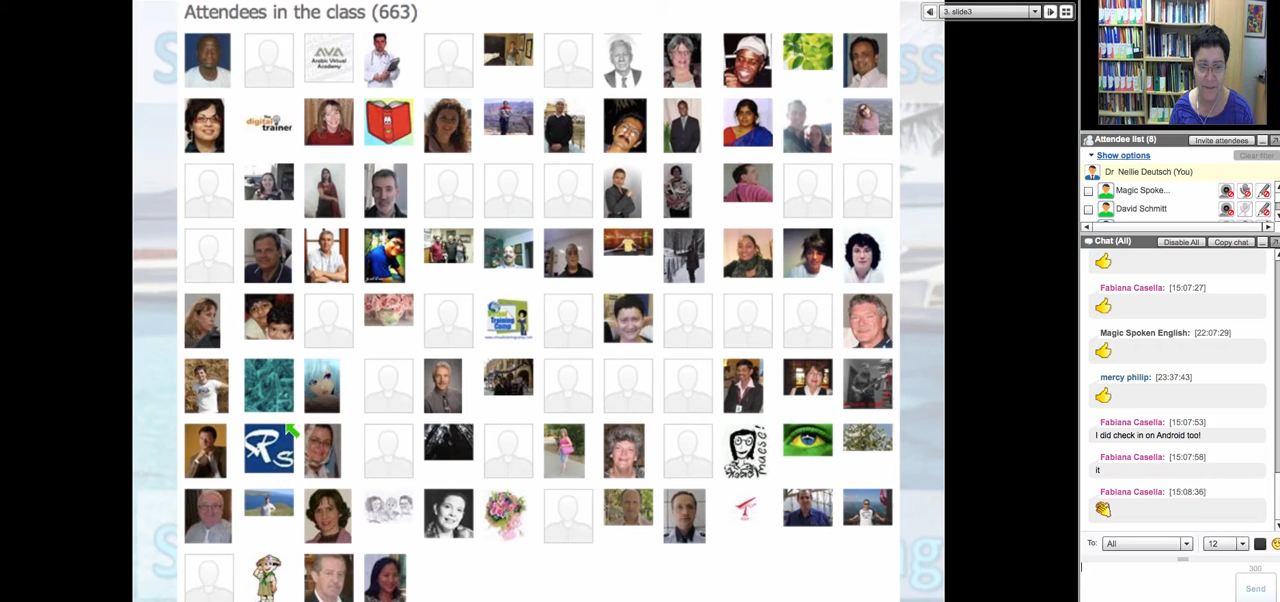 Attendees in the class (663)
3. slide3
AVA
Arabic Virtual
Academy
The
digital
trainer
Training
Camp
RS
maese!
Attendee list (8)
Invite attendees
Show options
Clear filter
Dr Nellie Deutsch (You)
Magic Spoke...
David Schmitt
Chat (All)
Disable All
Copy chat
Fabiana Casella: [15:07:27]
Magic Spoken English: [22:07:29]
mercy philip: [23:37:43]
Fabiana Casella: [15:07:53]
I did check in on Android too!
Fabiana Casella: [15:07:58]
it
Fabiana Casella: [15:08:36]
To:
All
12
300
Send